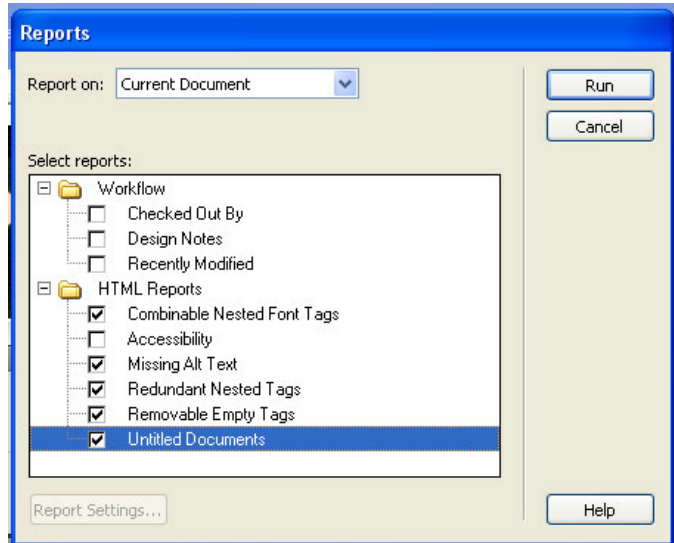 Reports
Report on: Current Document
Run
Cancel
Select reports:
Workflow
Checked Out By
Design Notes
Recently Modified
HTML Reports
Combinable Nested Font Tags
Accessibility
Missing Alt Text
Redundant Nested Tags
Removable Empty Tags
Untitled Documents
Report Settings...
Help